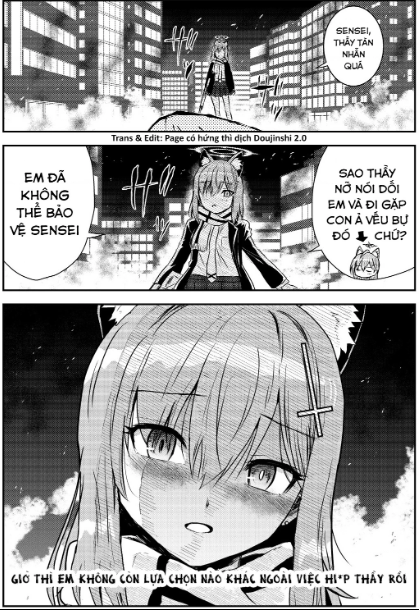 SENSEI,
THẦY TÀN
NHẪN
QUÁ
Trans & Edit: Page có hứng thì dịch Doujinshi 2.0
SAO THẦY
NỠ NÓI DỐI
EM VÀ ĐI GẶP
CON Ả VẾU BỰ
ĐÓ ⬇ CHỨ?
EM ĐÃ
KHÔNG
THỂ BẢO
VỆ SENSEI
GIỜ THÌ EM KHÔNG CÒN LỰA CHỌN NÀO KHÁC NGOÀI VIỆC HI*P THẦY RỒI